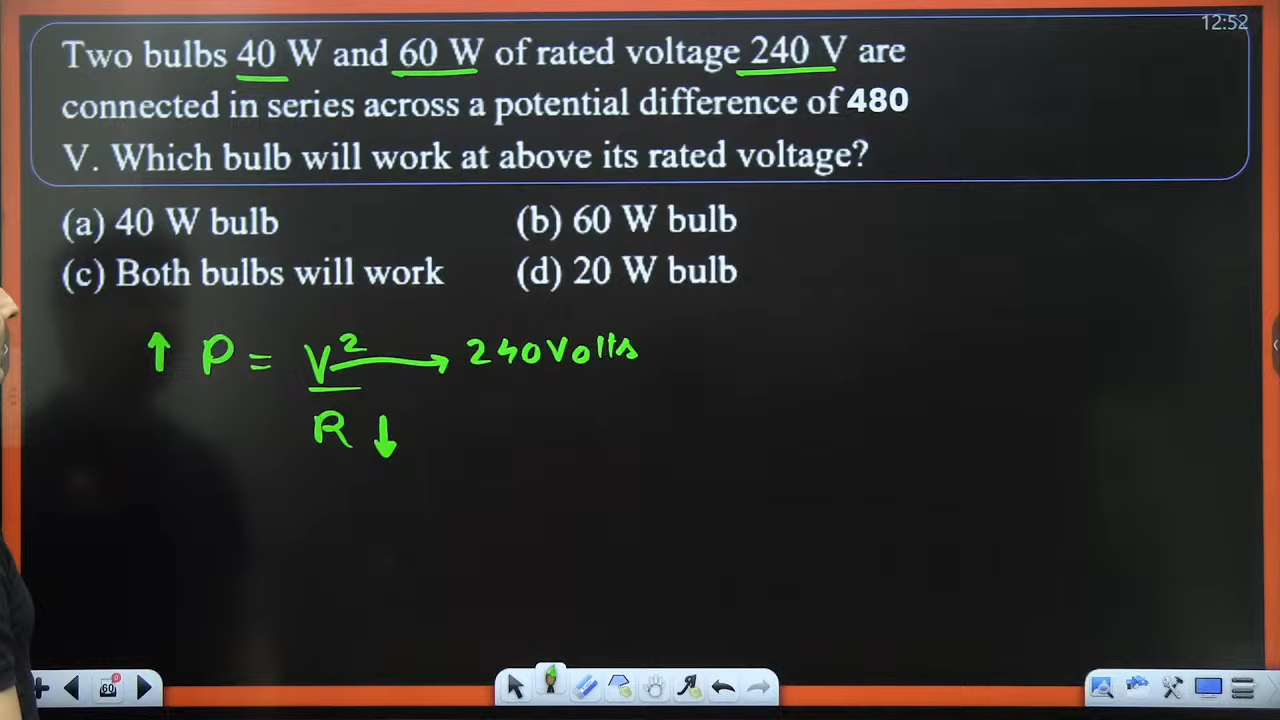 12:52
Two bulbs 40 W and 60 W of rated voltage 240 V are
connected in series across a potential difference of 480
V. Which bulb will work at above its rated voltage?
(a) 40 W bulb (b) 60 W bulb
(c) Both bulbs will work (d) 20 W bulb
↑ P = V² → 240 Volts
R ↓
60 0